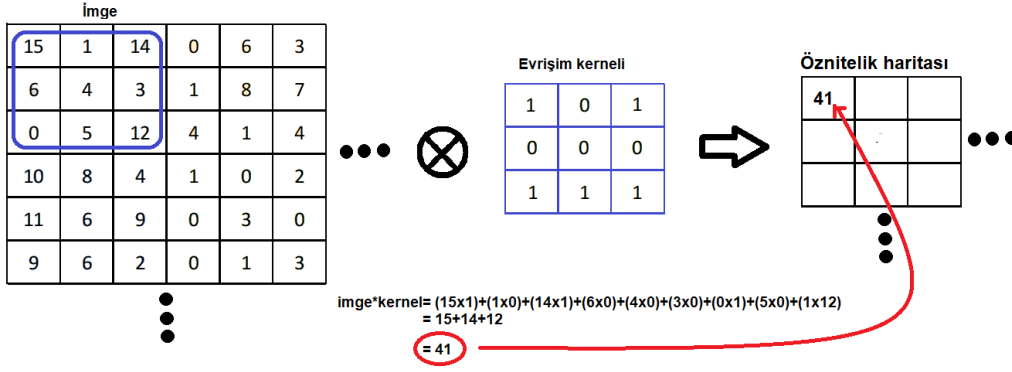 İmge
15 1 14 0 6 3
6 4 3 1 8 7
0 5 12 4 1 4
10 8 4 1 0 2
11 6 9 0 3 0
9 6 2 0 1 3
Evrişim kerneli
1 0 1
0 0 0
1 1 1
Öznitelik haritası
41
imge*kernel= (15x1)+(1x0)+(14x1)+(6x0)+(4x0)+(3x0)+(0x1)+(5x0)+(1x12)
= 15+14+12
= 41